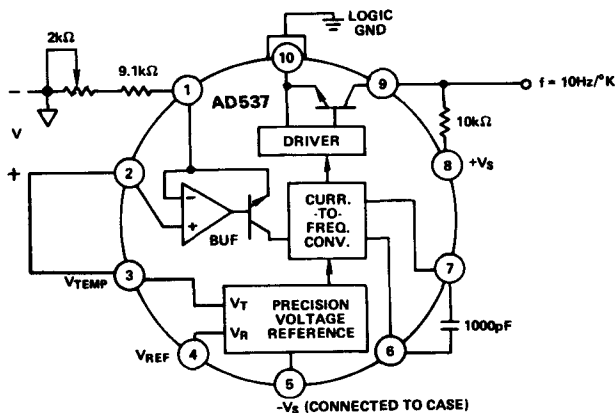 LOGIC
GND
2kΩ
9.1kΩ
10
1
AD537
9
f = 10Hz/°K
−
V
+
10kΩ
DRIVER
8
+VS
2
−
+
BUF
CURR.
-TO-
FREQ.
CONV.
7
3
VTEMP
VT
VR
PRECISION
VOLTAGE
REFERENCE
1000pF
4
VREF
6
5
−VS (CONNECTED TO CASE)